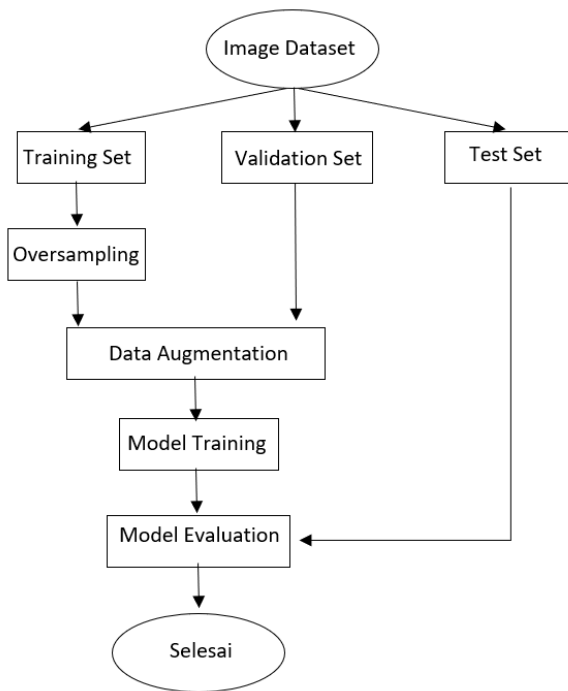 Image Dataset
Training Set
Validation Set
Test Set
Oversampling
Data Augmentation
Model Training
Model Evaluation
Selesai